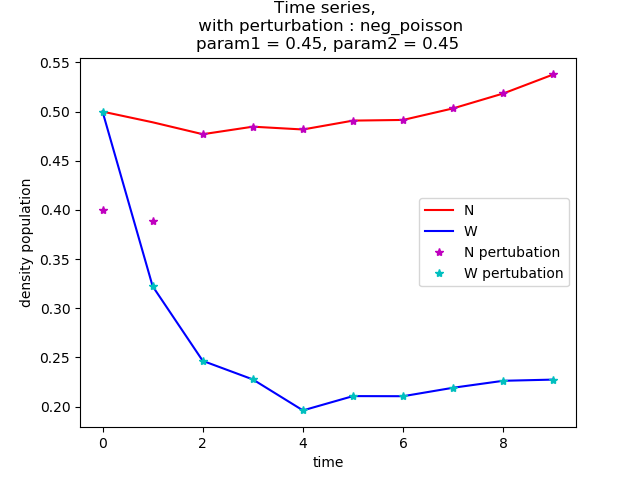 Time series,
with perturbation : neg_poisson
param1 = 0.45, param2 = 0.45
0.55
0.50
0.45
0.40
0.35
0.30
0.25
0.20
density population
N
W
N pertubation
W pertubation
0
2
4
6
8
time